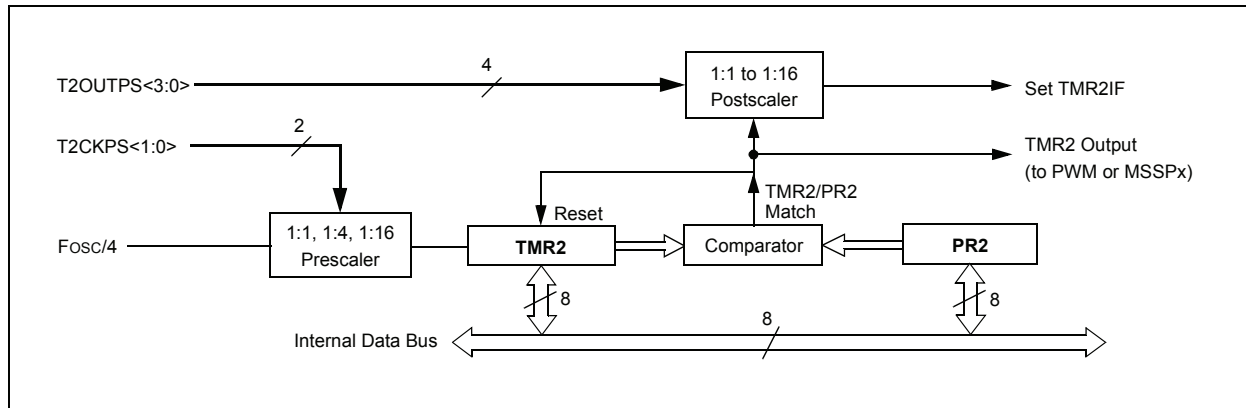 T2OUTPS<3:0>
4
1:1 to 1:16
Postscaler
Set TMR2IF
T2CKPS<1:0>
2
TMR2 Output
(to PWM or MSSPx)
TMR2/PR2
Match
Reset
FOSC/4
1:1, 1:4, 1:16
Prescaler
TMR2
Comparator
PR2
8
8
Internal Data Bus
8